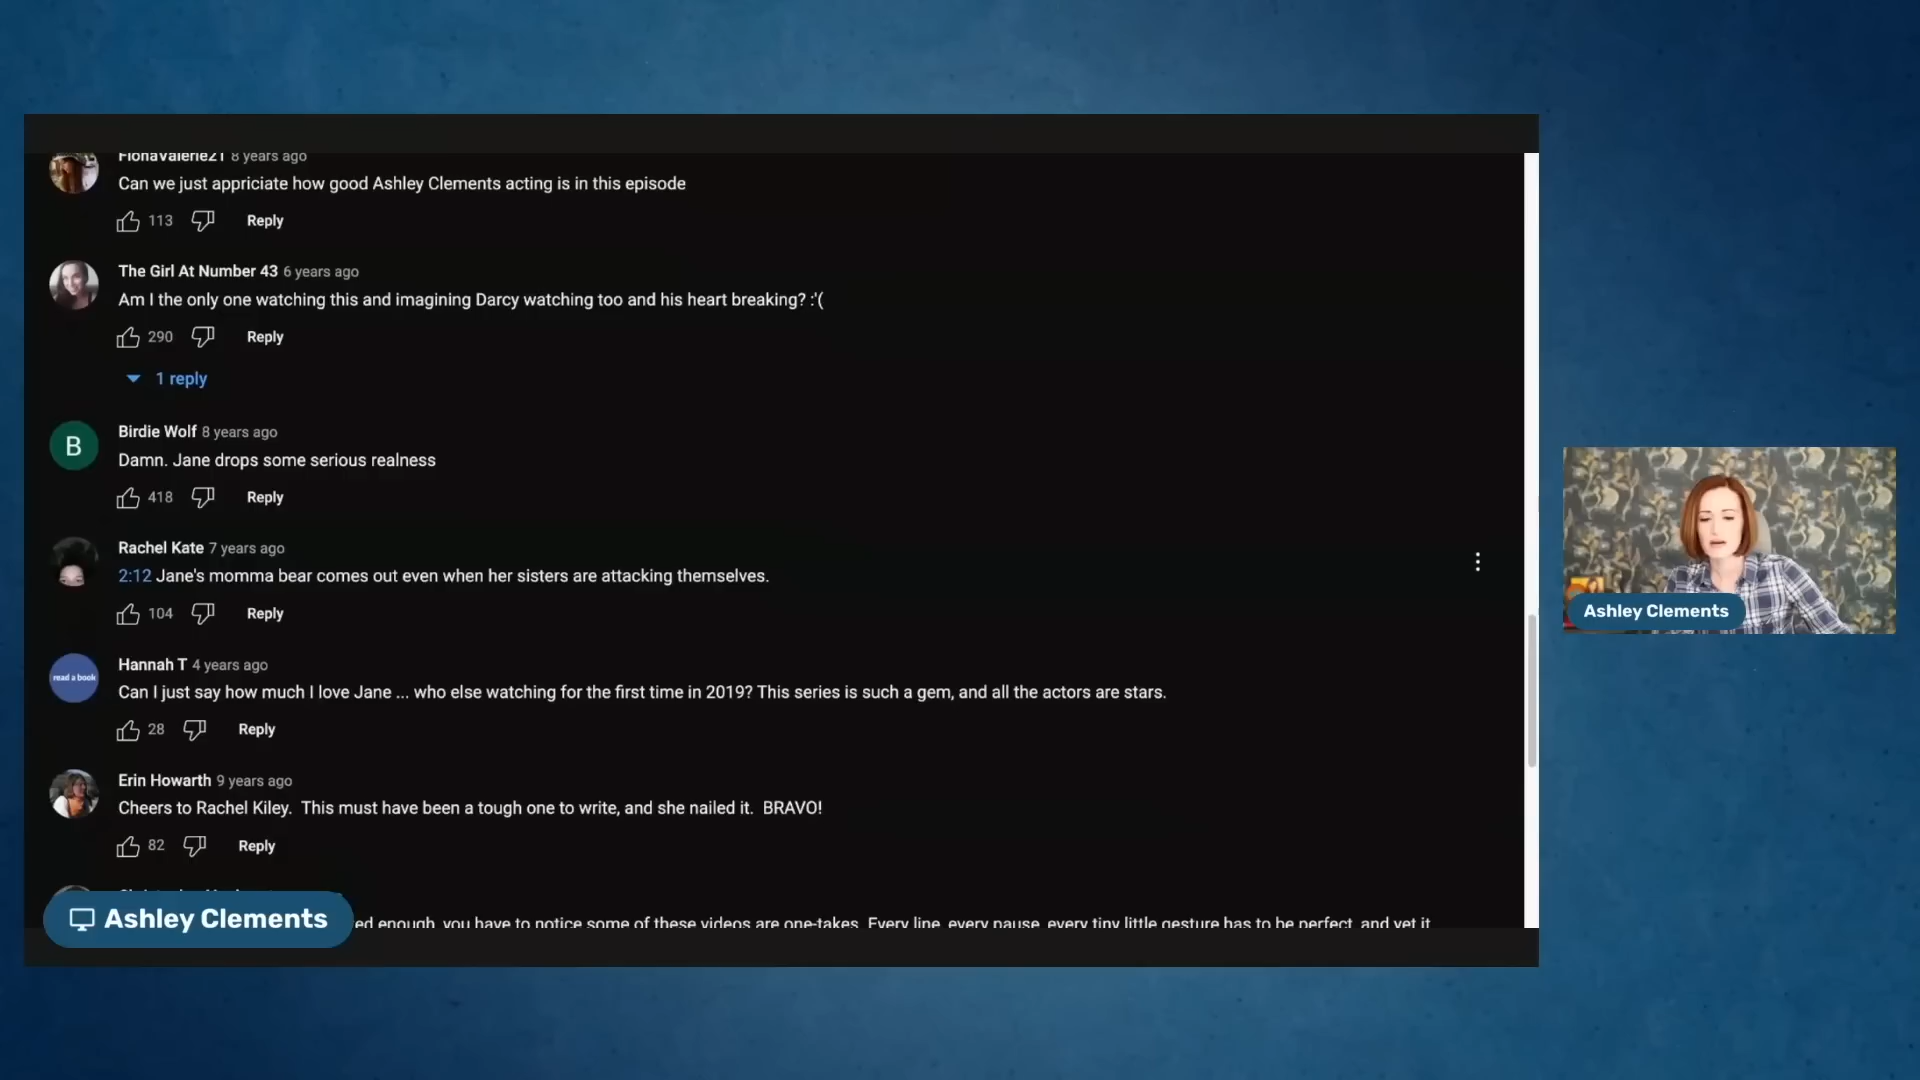 FionaValerie21 8 years ago
Can we just appriciate how good Ashley Clements acting is in this episode
113 Reply
The Girl At Number 43 6 years ago
Am I the only one watching this and imagining Darcy watching too and his heart breaking? :'(
290 Reply
1 reply
B
Birdie Wolf 8 years ago
Damn. Jane drops some serious realness
418 Reply
Rachel Kate 7 years ago
2:12 Jane's momma bear comes out even when her sisters are attacking themselves.
104 Reply
read a book
Hannah T 4 years ago
Can I just say how much I love Jane ... who else watching for the first time in 2019? This series is such a gem, and all the actors are stars.
28 Reply
Erin Howarth 9 years ago
Cheers to Rachel Kiley.  This must have been a tough one to write, and she nailed it.  BRAVO!
82 Reply
Ashley Clements
ed enough, you have to notice some of these videos are one-takes. Every line, every pause, every tiny little gesture has to be perfect, and yet it
Ashley Clements